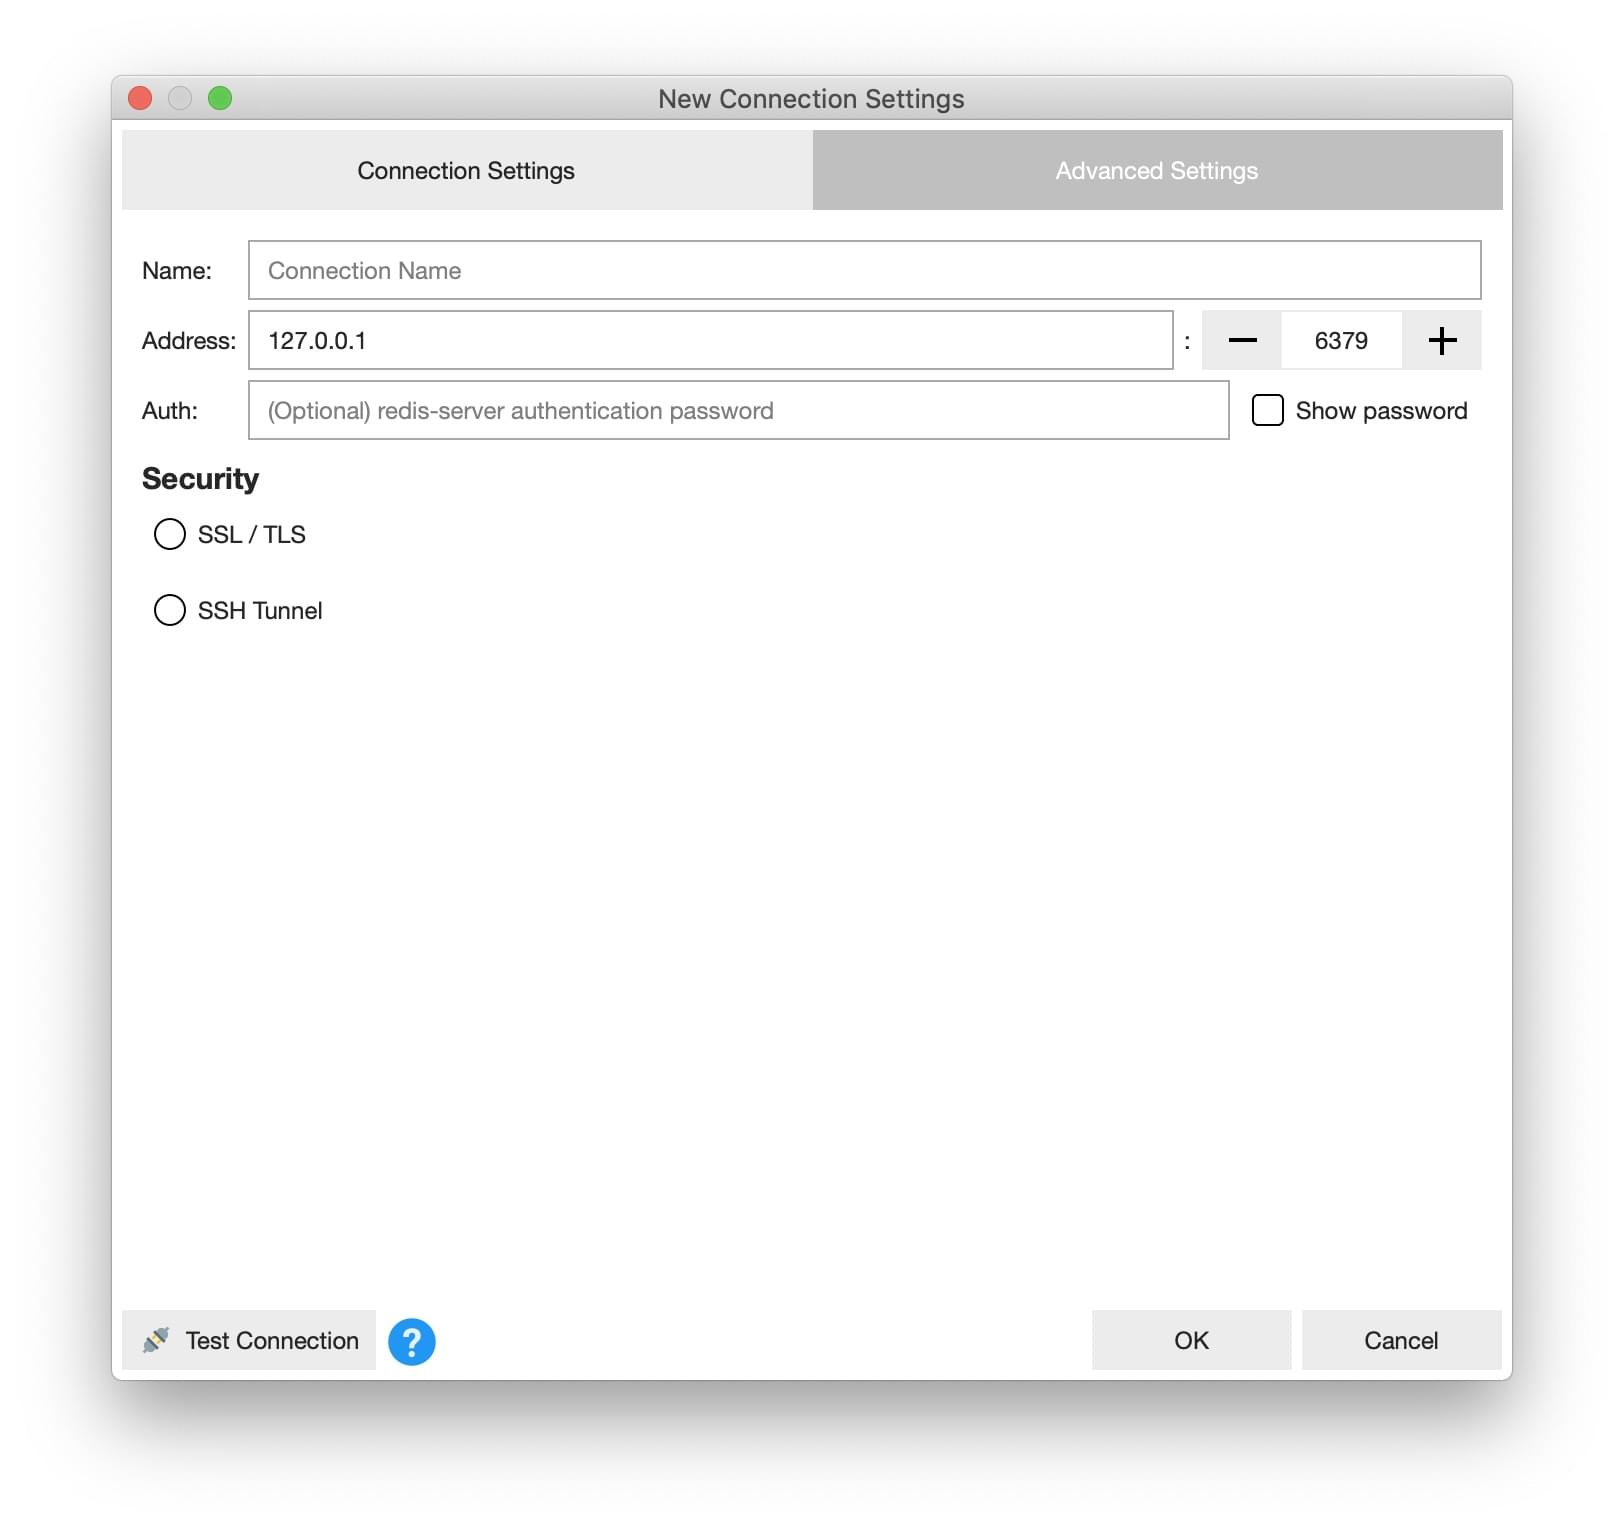 New Connection Settings
Connection Settings Advanced Settings
Name: Connection Name
Address: 127.0.0.1 : 6379
Auth: (Optional) redis-server authentication password Show password
Security
SSL / TLS
SSH Tunnel
Test Connection ? OK Cancel